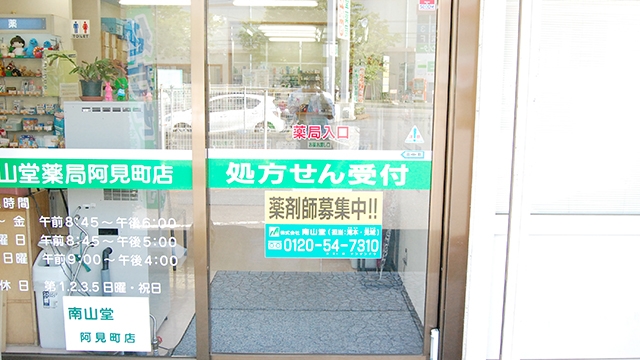 薬
TOILET
薬局入口
山堂薬局阿見町店
処方せん受付
時間
～金 午前8:45～午後6:00
曜日 午前8:45～午後5:00
日曜 午前9:00～午後4:00
休日 第1.2.3.5日曜・祝日
薬剤師募集中!!
株式会社 南山堂
0120-54-7310
南山堂
阿見町店